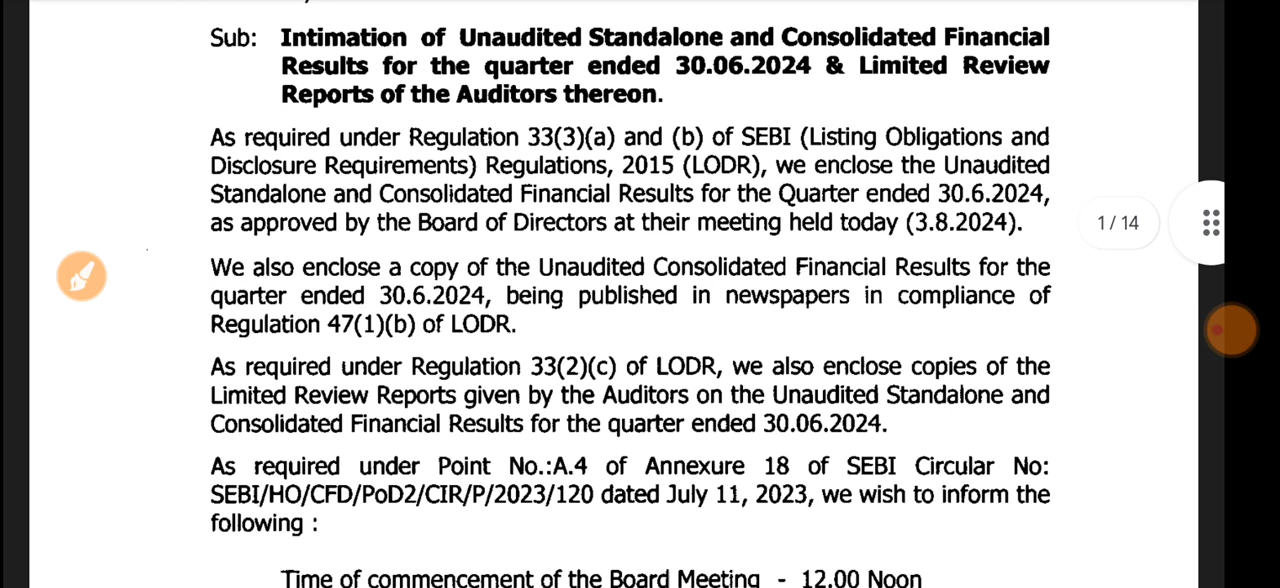 Sub: Intimation of Unaudited Standalone and Consolidated Financial
Results for the quarter ended 30.06.2024 & Limited Review
Reports of the Auditors thereon.
As required under Regulation 33(3)(a) and (b) of SEBI (Listing Obligations and
Disclosure Requirements) Regulations, 2015 (LODR), we enclose the Unaudited
Standalone and Consolidated Financial Results for the Quarter ended 30.6.2024,
as approved by the Board of Directors at their meeting held today (3.8.2024).
1 / 14
We also enclose a copy of the Unaudited Consolidated Financial Results for the
quarter ended 30.6.2024, being published in newspapers in compliance of
Regulation 47(1)(b) of LODR.
As required under Regulation 33(2)(c) of LODR, we also enclose copies of the
Limited Review Reports given by the Auditors on the Unaudited Standalone and
Consolidated Financial Results for the quarter ended 30.06.2024.
As required under Point No.:A.4 of Annexure 18 of SEBI Circular No:
SEBI/HO/CFD/PoD2/CIR/P/2023/120 dated July 11, 2023, we wish to inform the
following :
Time of commencement of the Board Meeting - 12.00 Noon